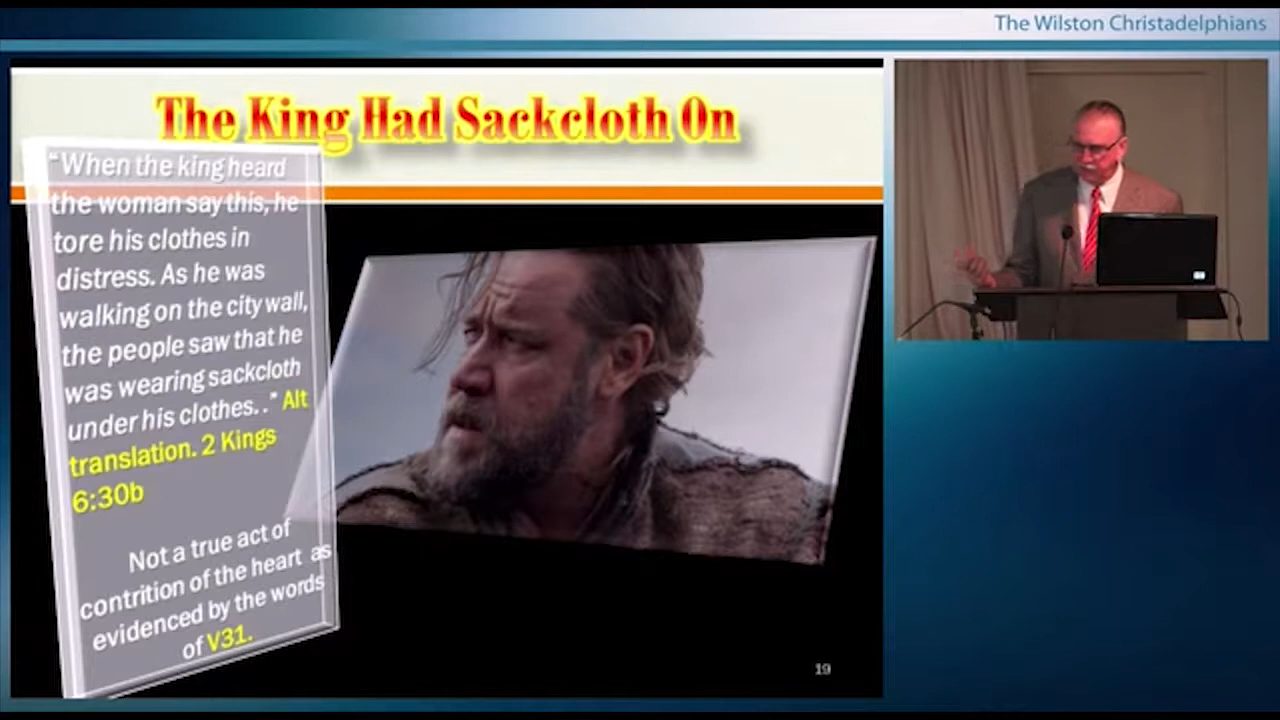 The Wilston Christadelphians
The King Had Sackcloth On
“When the king heard
the woman say this, he
tore his clothes in
distress. As he was
walking on the city wall,
the people saw that he
was wearing sackcloth
under his clothes. .” Alt
translation. 2 Kings
6:30b
Not a true act of
contrition of the heart as
evidenced by the words
of V31.
19